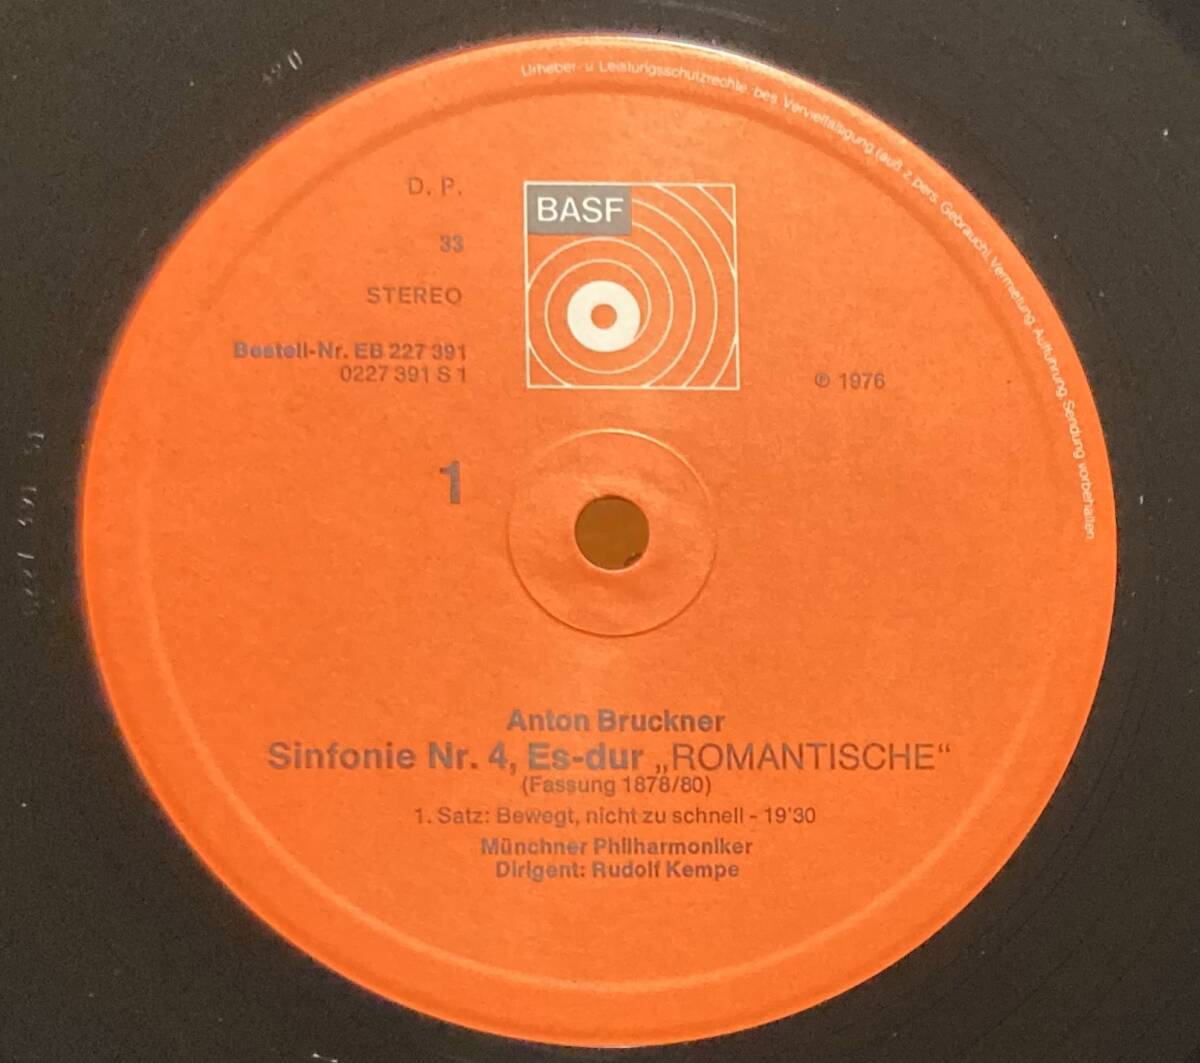 Urheber- u Leistungsschutzrechte, bes. Vervielfältigung (auß. z. pers. Gebrauch), Vermietung, Aufführung, Sendung vorbehalten
D. P.
BASF
33
STEREO
Bestell-Nr. EB 227 391
0227 391 S 1
℗ 1976
1
Anton Bruckner
Sinfonie Nr. 4, Es-dur „ROMANTISCHE“
(Fassung 1878/80)
1. Satz: Bewegt, nicht zu schnell - 19'30
Münchner Philharmoniker
Dirigent: Rudolf Kempe